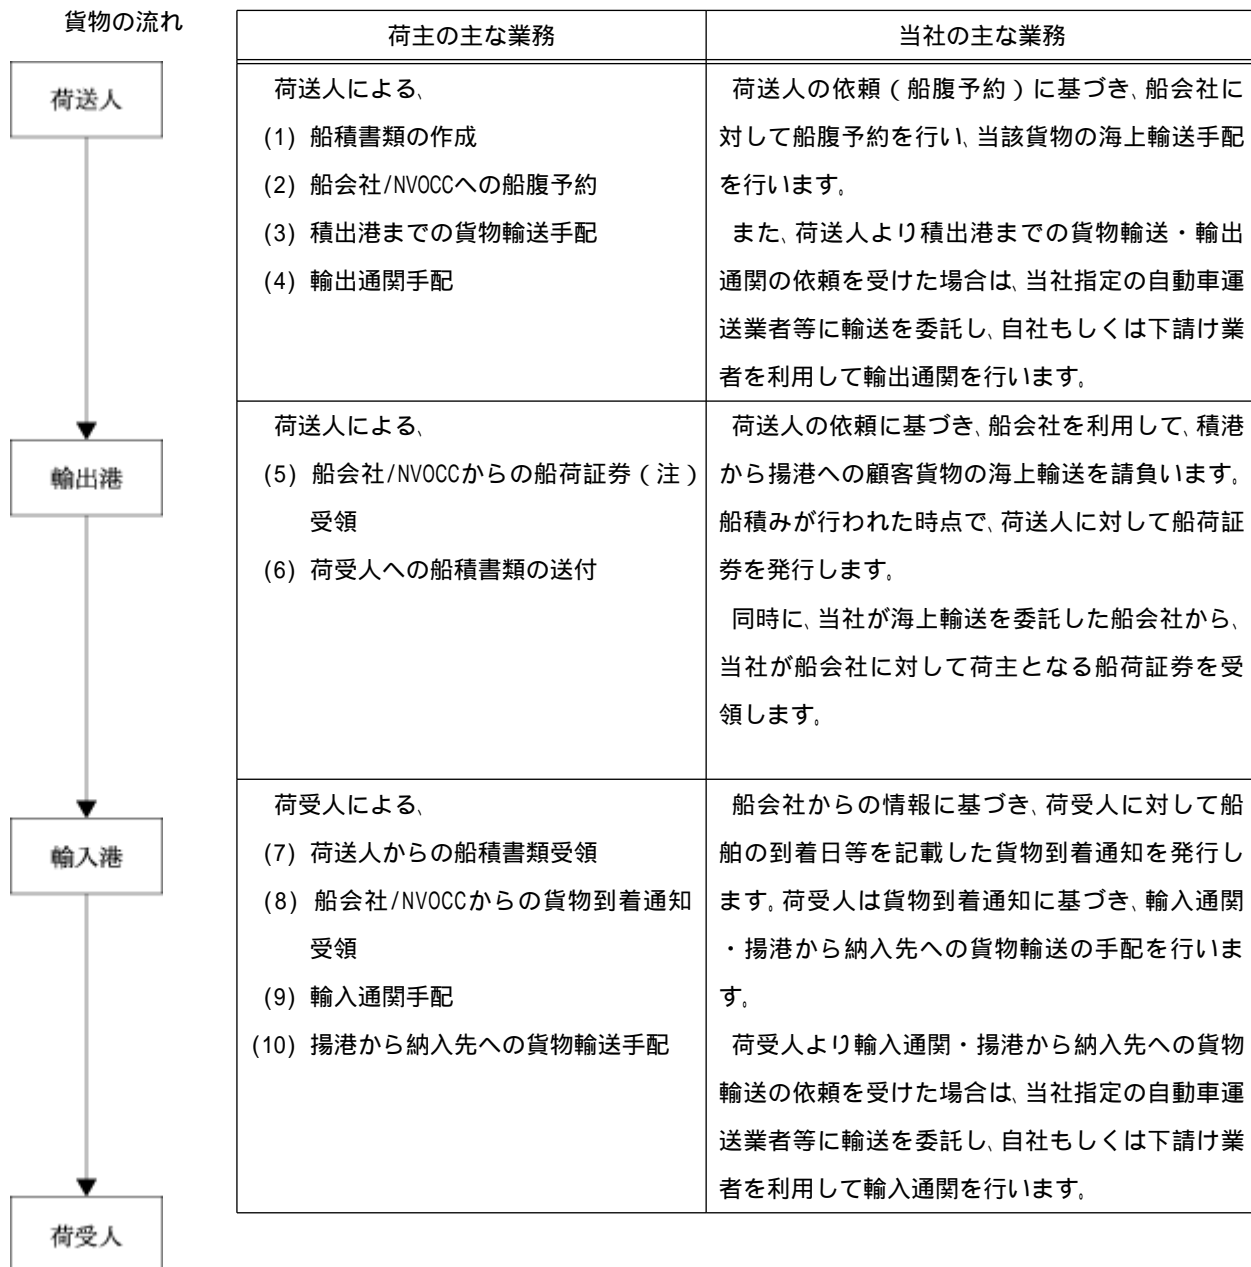 貨物の流れ
荷送人
輸出港
輸入港
荷受人
荷主の主な業務
当社の主な業務
荷送人による、
(1) 船積書類の作成
(2) 船会社/NVOCCへの船腹予約
(3) 積出港までの貨物輸送手配
(4) 輸出通関手配
荷送人の依頼（船腹予約）に基づき、船会社に
対して船腹予約を行い、当該貨物の海上輸送手配
を行います。
また、荷送人より積出港までの貨物輸送・輸出
通関の依頼を受けた場合は、当社指定の自動車運
送業者等に輸送を委託し、自社もしくは下請け業
者を利用して輸出通関を行います。
荷送人による、
(5) 船会社/NVOCCからの船荷証券（注）
受領
(6) 荷受人への船積書類の送付
荷送人の依頼に基づき、船会社を利用して、積港
から揚港への顧客貨物の海上輸送を請負います。
船積みが行われた時点で、荷送人に対して船荷証
券を発行します。
同時に、当社が海上輸送を委託した船会社から、
当社が船会社に対して荷主となる船荷証券を受
領します。
荷受人による、
(7) 荷送人からの船積書類受領
(8) 船会社/NVOCCからの貨物到着通知
受領
(9) 輸入通関手配
(10) 揚港から納入先への貨物輸送手配
船会社からの情報に基づき、荷受人に対して船
舶の到着日等を記載した貨物到着通知を発行し
ます。荷受人は貨物到着通知に基づき、輸入通関
・揚港から納入先への貨物輸送の手配を行いま
す。
荷受人より輸入通関・揚港から納入先への貨物
輸送の依頼を受けた場合は、当社指定の自動車運
送業者等に輸送を委託し、自社もしくは下請け業
者を利用して輸入通関を行います。